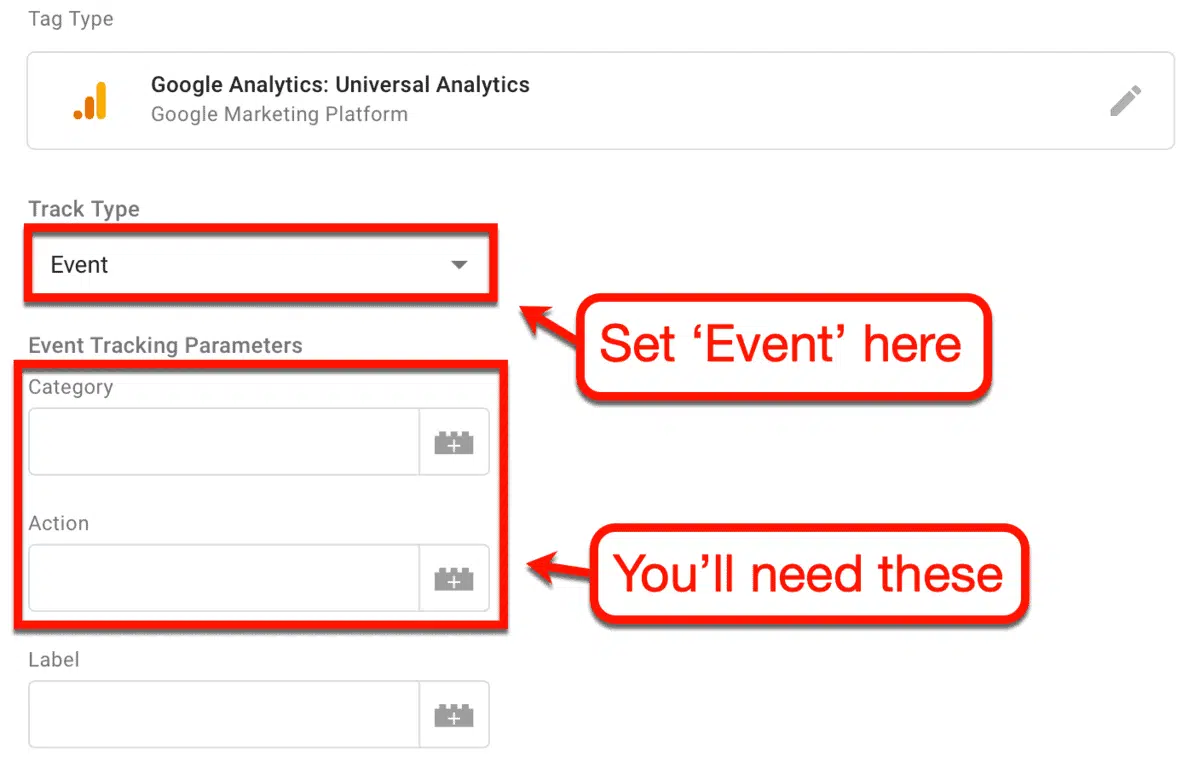 Tag Type
Google Analytics: Universal Analytics
Google Marketing Platform
Track Type
Event
Set ‘Event’ here
Event Tracking Parameters
Category
Action
You’ll need these
Label